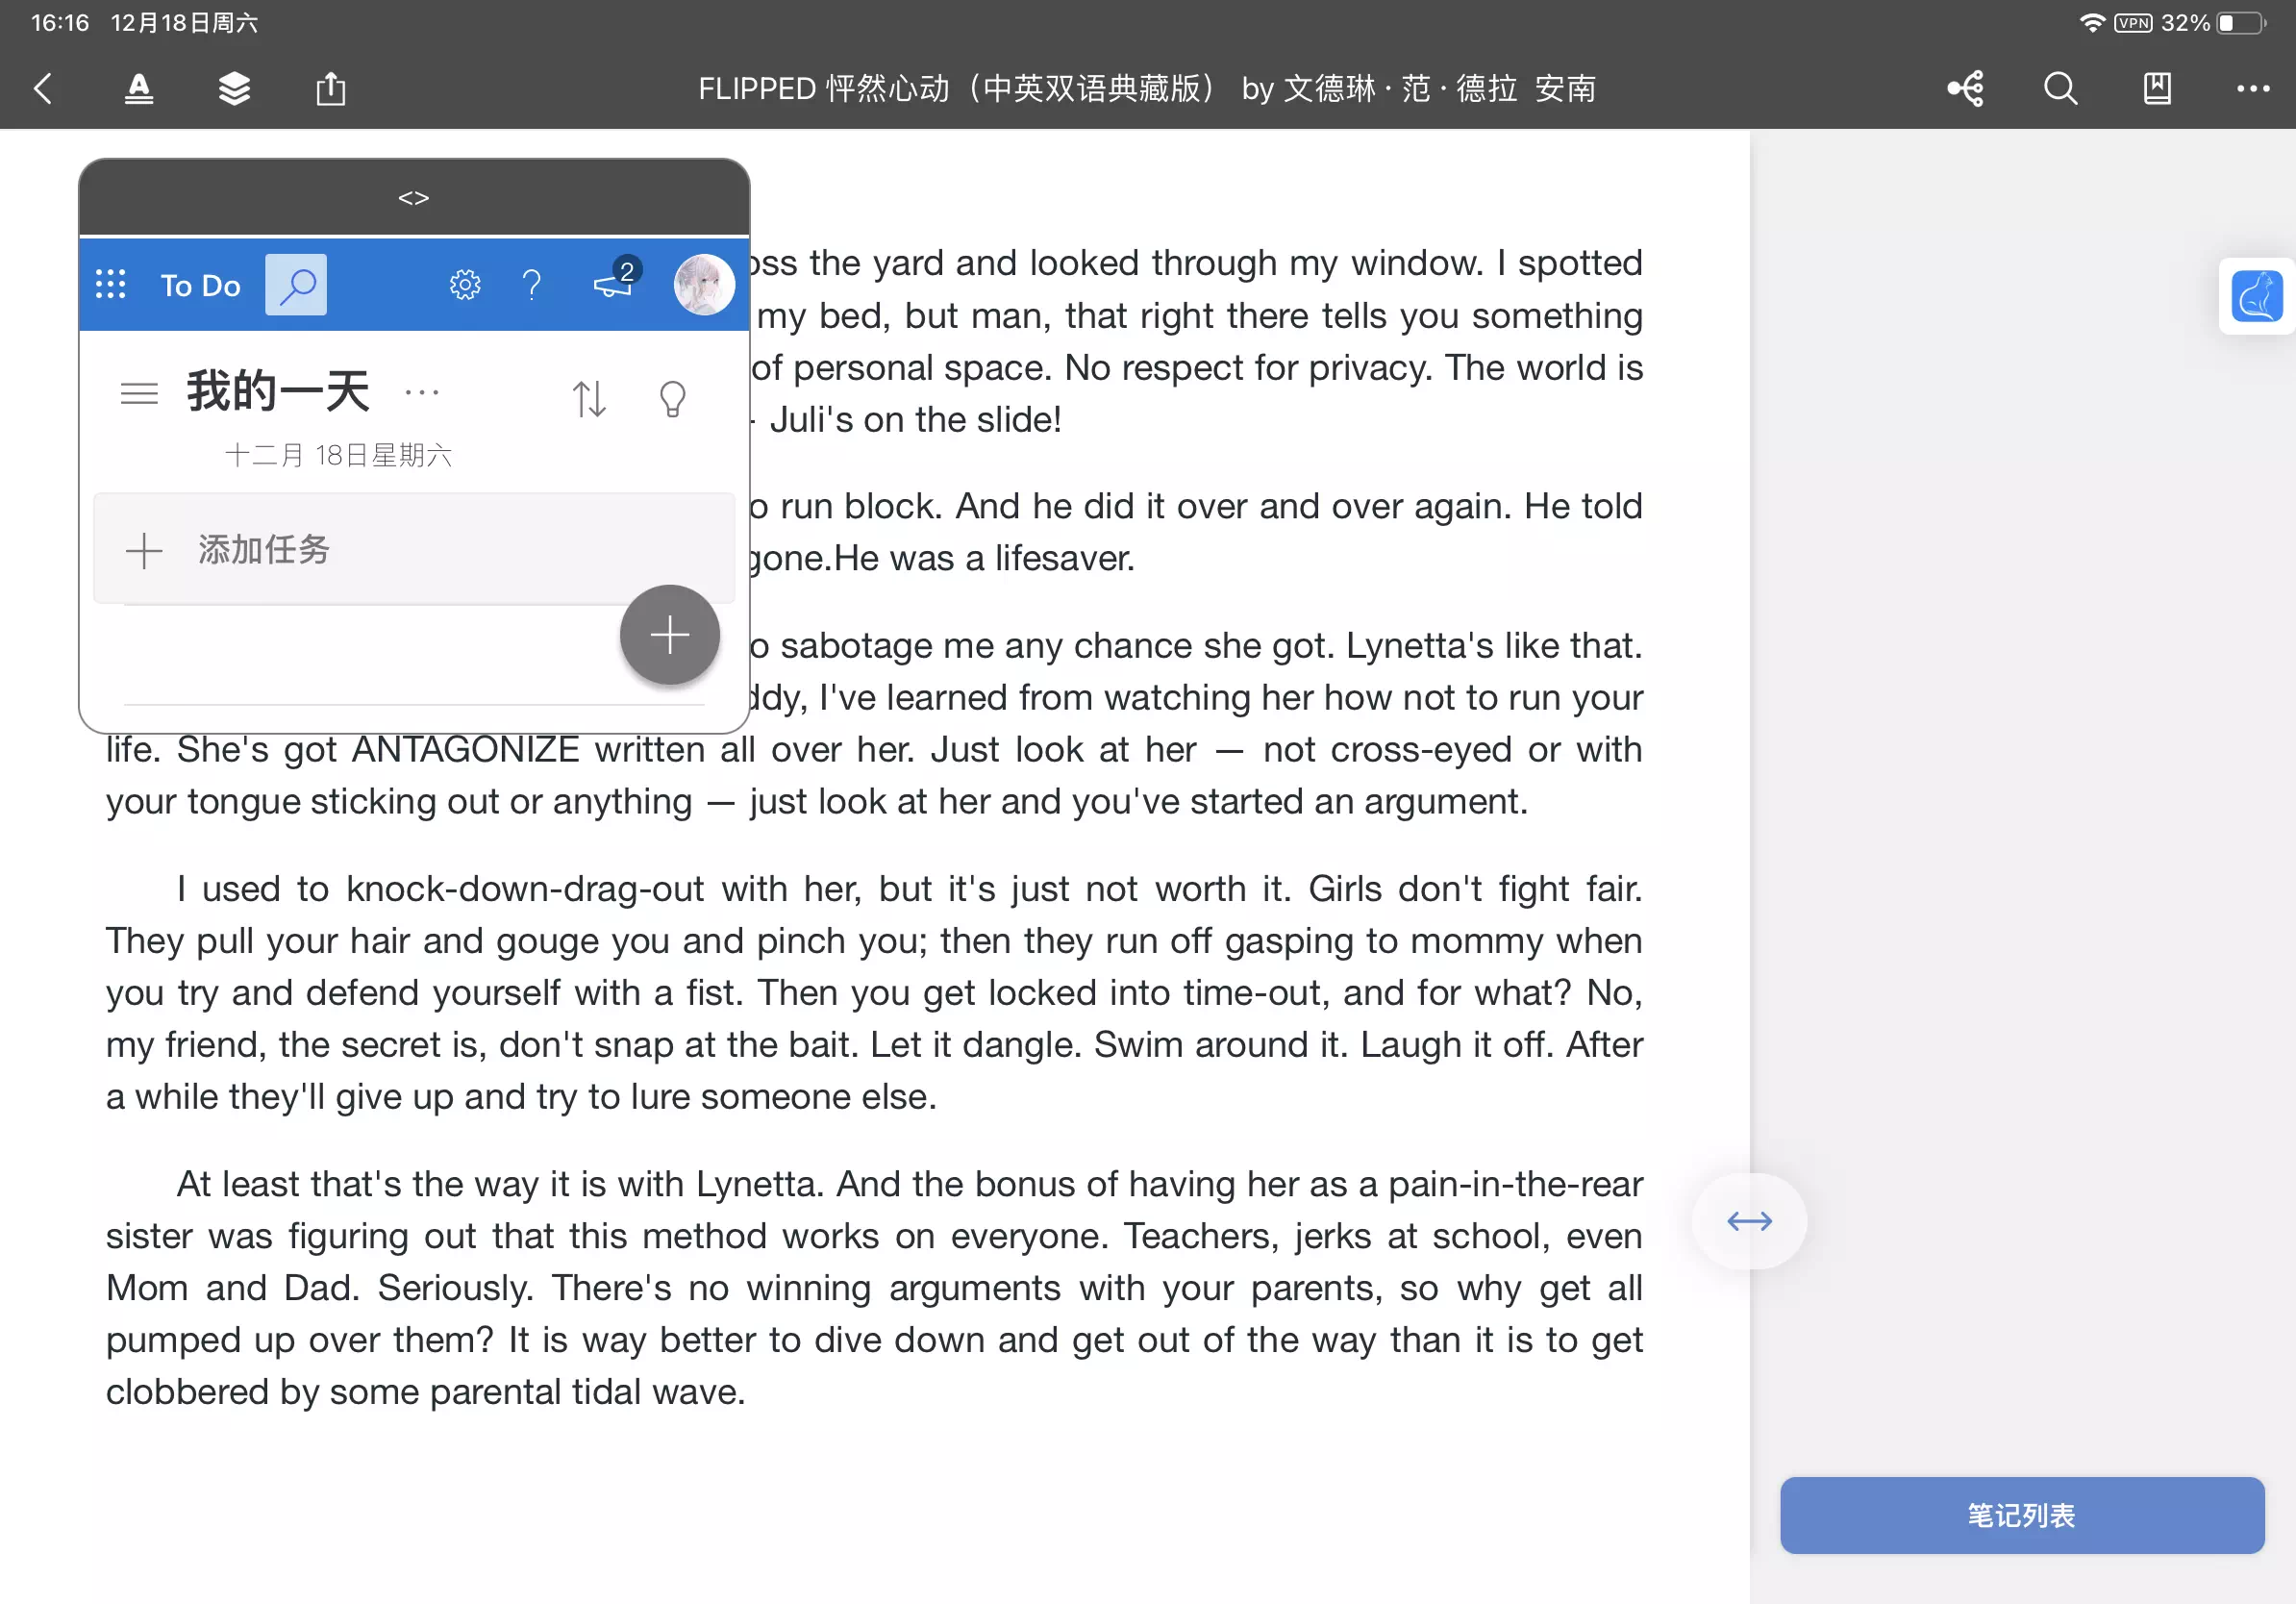 16:16 12月18日周六
VPN 32%
FLIPPED 怦然心动（中英双语典藏版） by 文德琳·范·德拉 安南
<>
To Do
2
我的一天 ...
十二月 18日星期六
添加任务
the yard and looked through my window. I spotted
my bed, but man, that right there tells you something
of personal space. No respect for privacy. The world is
Juli's on the slide!
run block. And he did it over and over again. He told
gone.He was a lifesaver.
sabotage me any chance she got. Lynetta's like that.
I've learned from watching her how not to run your
life. She's got ANTAGONIZE written all over her. Just look at her — not cross-eyed or with
your tongue sticking out or anything — just look at her and you've started an argument.
I used to knock-down-drag-out with her, but it's just not worth it. Girls don't fight fair.
They pull your hair and gouge you and pinch you; then they run off gasping to mommy when
you try and defend yourself with a fist. Then you get locked into time-out, and for what? No,
my friend, the secret is, don't snap at the bait. Let it dangle. Swim around it. Laugh it off. After
a while they'll give up and try to lure someone else.
At least that's the way it is with Lynetta. And the bonus of having her as a pain-in-the-rear
sister was figuring out that this method works on everyone. Teachers, jerks at school, even
Mom and Dad. Seriously. There's no winning arguments with your parents, so why get all
pumped up over them? It is way better to dive down and get out of the way than it is to get
clobbered by some parental tidal wave.
笔记列表